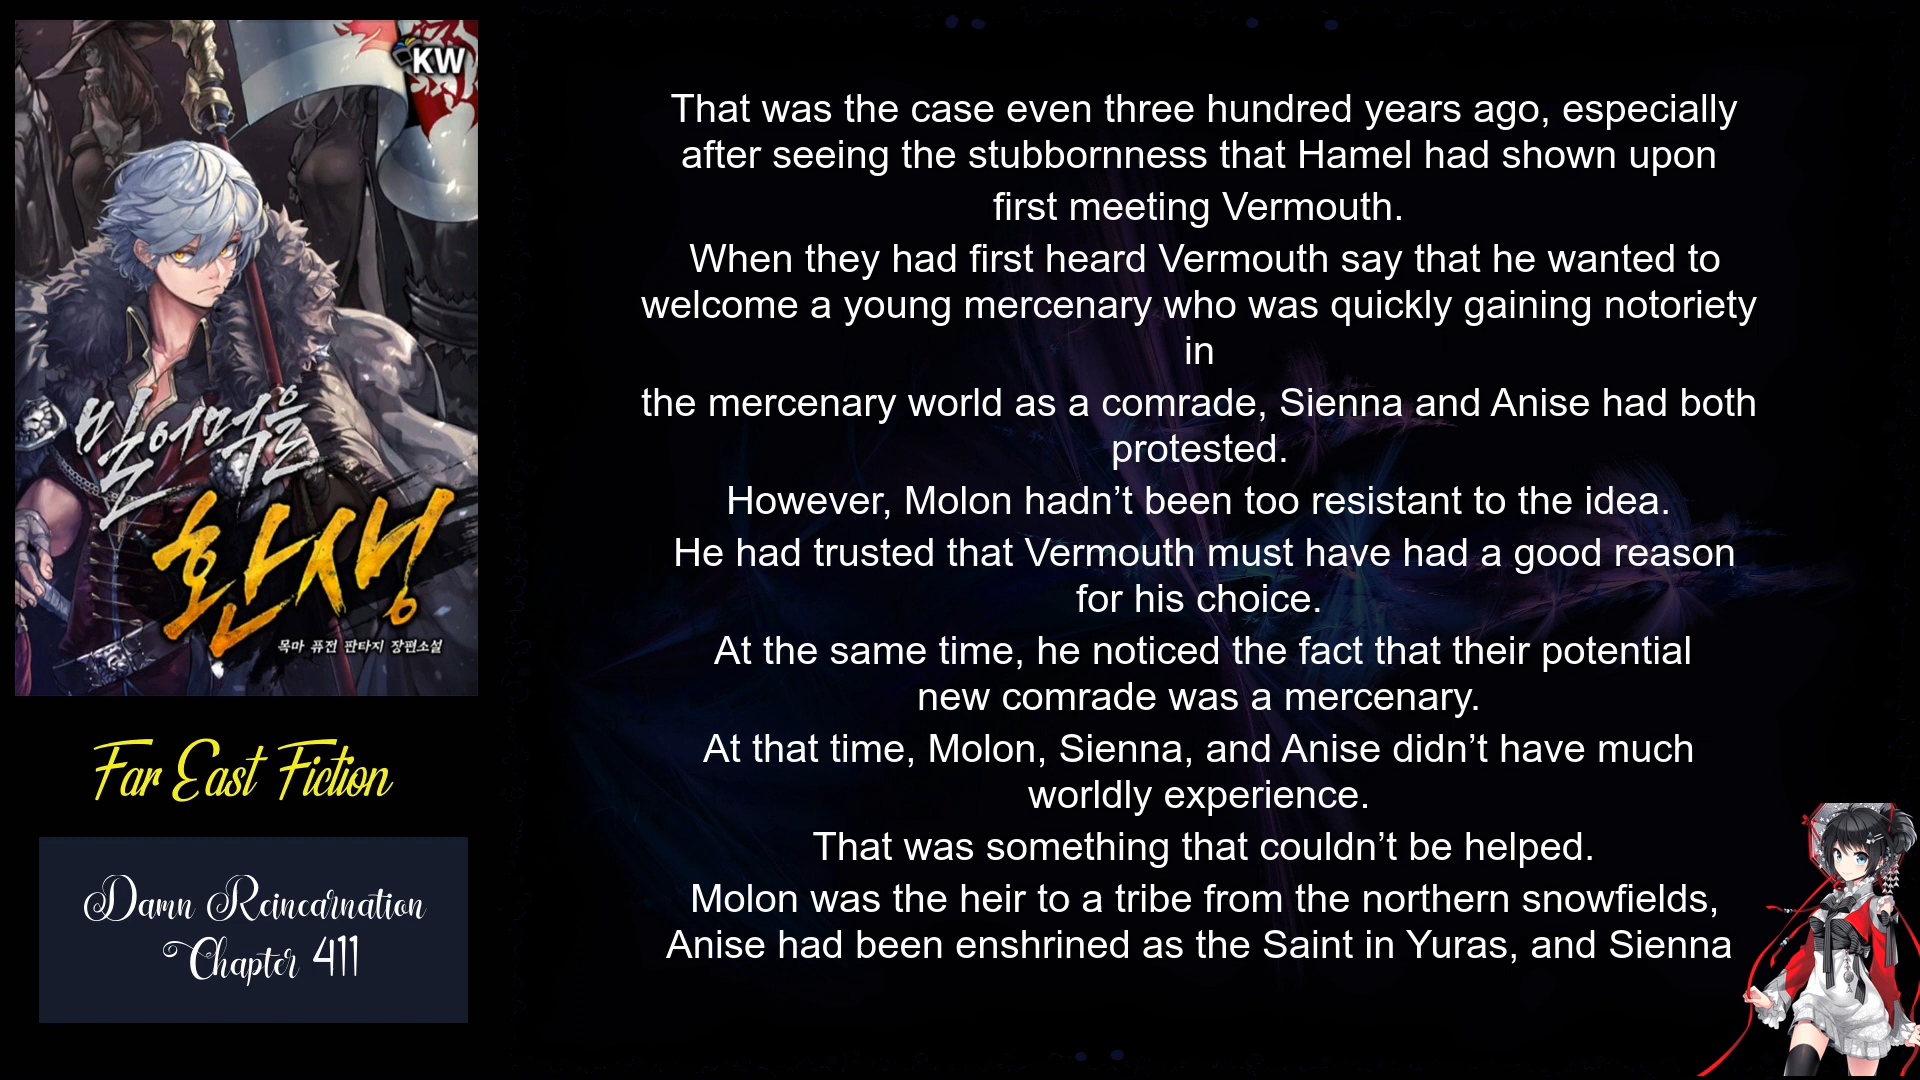 KW
빌어먹을
환생
목마 퓨전 판타지 장편소설
Far East Fiction
Damn Reincarnation
Chapter 411
That was the case even three hundred years ago, especially
after seeing the stubbornness that Hamel had shown upon
first meeting Vermouth.
When they had first heard Vermouth say that he wanted to
welcome a young mercenary who was quickly gaining notoriety
in
the mercenary world as a comrade, Sienna and Anise had both
protested.
However, Molon hadn’t been too resistant to the idea.
He had trusted that Vermouth must have had a good reason
for his choice.
At the same time, he noticed the fact that their potential
new comrade was a mercenary.
At that time, Molon, Sienna, and Anise didn’t have much
worldly experience.
That was something that couldn’t be helped.
Molon was the heir to a tribe from the northern snowfields,
Anise had been enshrined as the Saint in Yuras, and Sienna